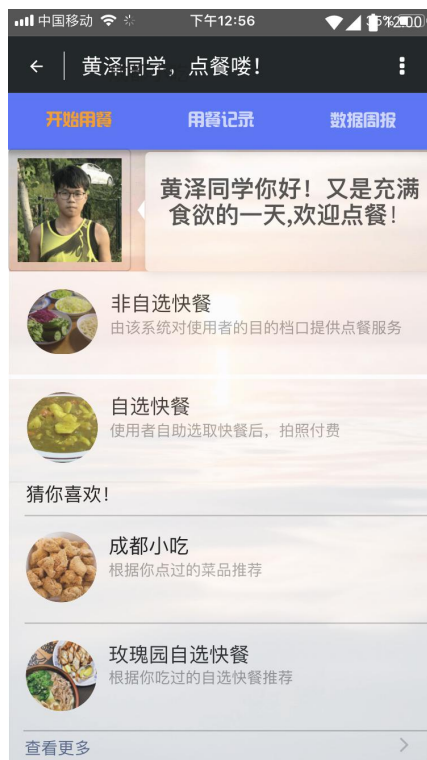 中国移动 下午12:56
黄泽同学，点餐喽！
开始用餐 用餐记录 数据周报
黄泽同学你好！又是充满
食欲的一天,欢迎点餐！
非自选快餐
由该系统对使用者的目的档口提供点餐服务
自选快餐
使用者自助选取快餐后，拍照付费
猜你喜欢！
成都小吃
根据你点过的菜品推荐
玫瑰园自选快餐
根据你吃过的自选快餐推荐
查看更多